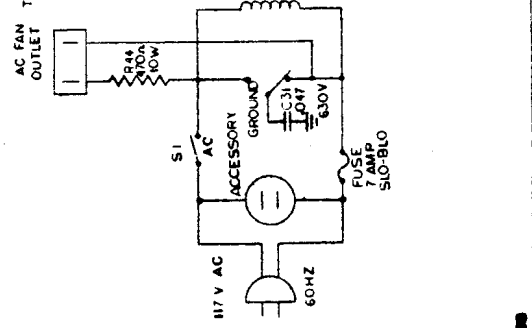 T
AC FAN
OUTLET
R44
470Ω
10W
GROUND
C31
.047
630V
S1
AC
ACCESSORY
FUSE
7 AMP
SLO-BLO
117 V AC
60HZ